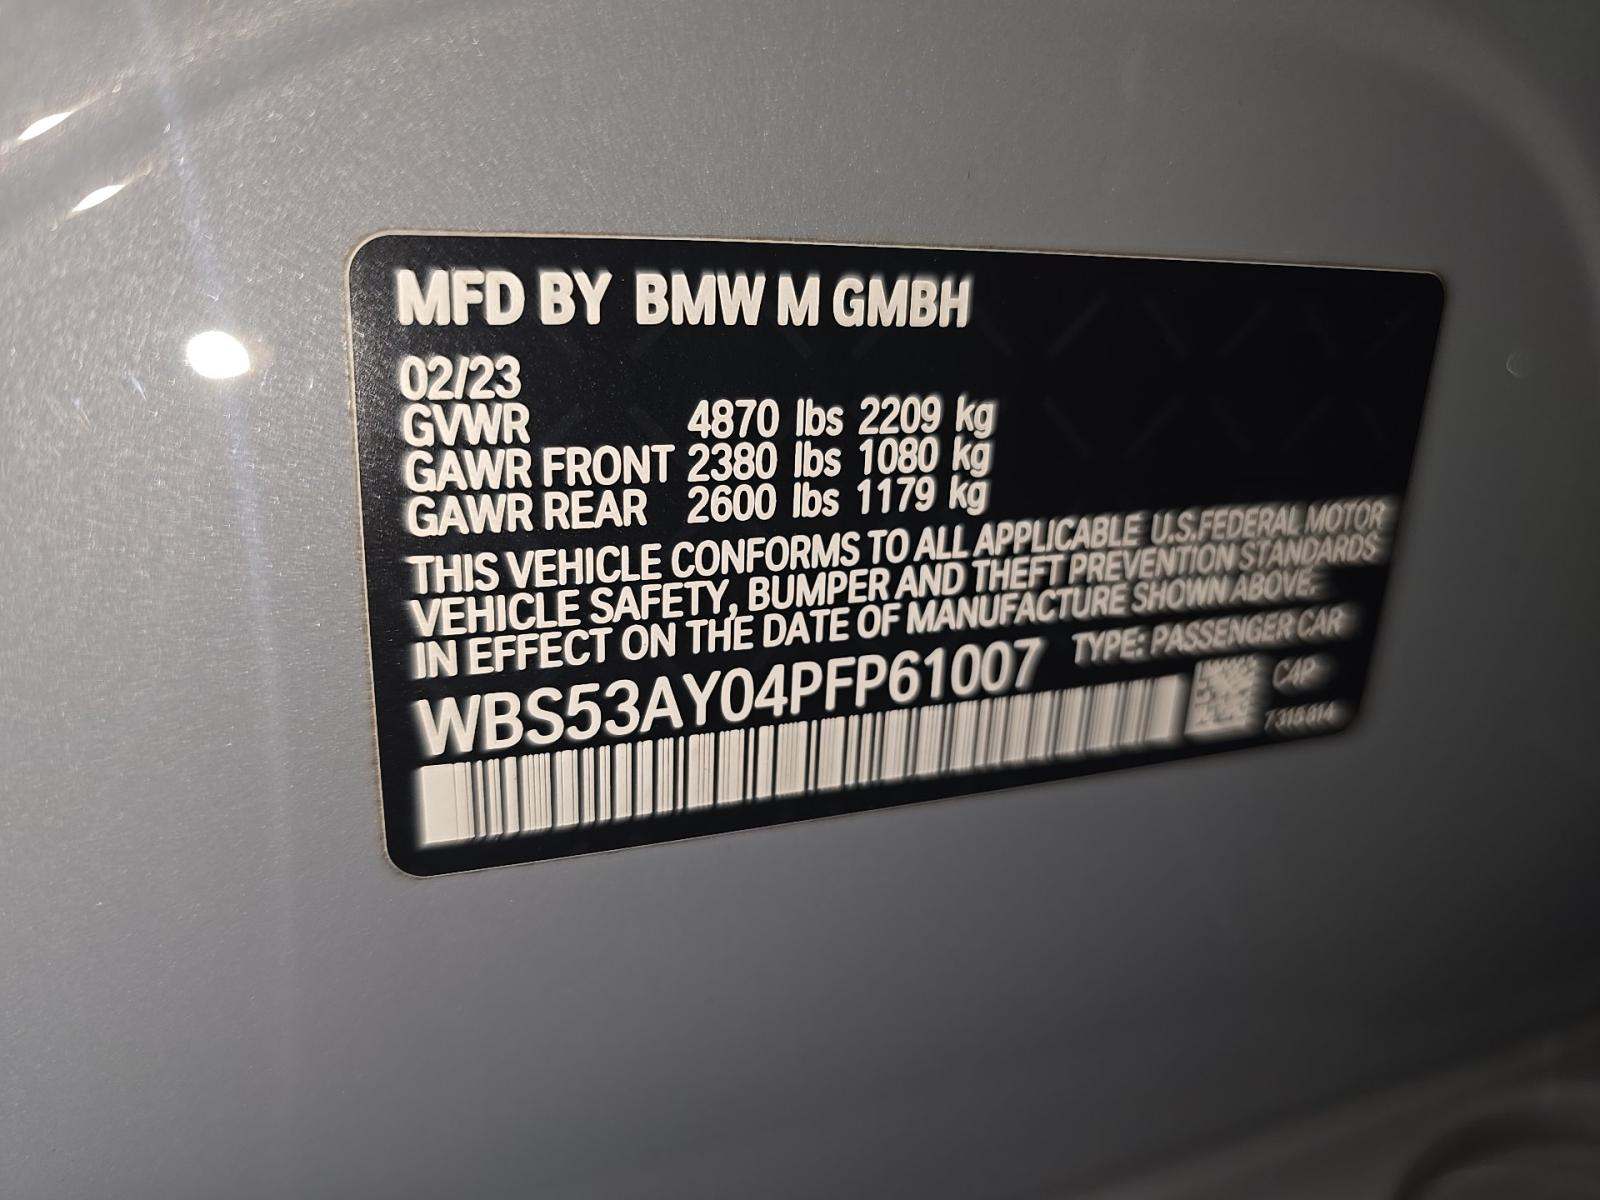 MFD BY BMW M GMBH
02/23
GVWR 4870 lbs 2209 kg
GAWR FRONT 2380 lbs 1080 kg
GAWR REAR 2600 lbs 1179 kg
THIS VEHICLE CONFORMS TO ALL APPLICABLE U.S.FEDERAL MOTOR
VEHICLE SAFETY, BUMPER AND THEFT PREVENTION STANDARDS
IN EFFECT ON THE DATE OF MANUFACTURE SHOWN ABOVE.
WBS53AY04PFP61007 TYPE: PASSENGER CAR
C4P